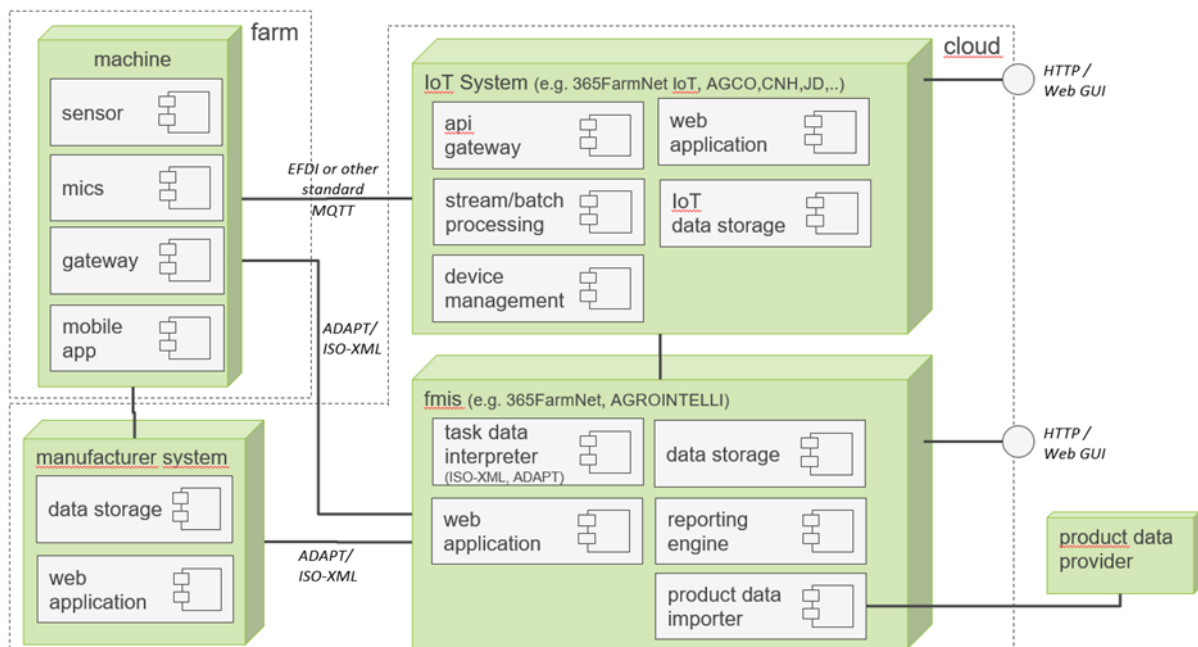 farm
machine
sensor
mics
gateway
mobile
app
EFDI or other
standard
MQTT
ADAPT/
ISO-XML
cloud
IoT System (e.g. 365FarmNet IoT, AGCO,CNH,JD,..)
api
gateway
web
application
stream/batch
processing
IoT
data storage
device
management
HTTP /
Web GUI
fmis (e.g. 365FarmNet, AGROINTELLI)
task data
interpreter
(ISO-XML, ADAPT)
data storage
web
application
reporting
engine
product data
importer
HTTP /
Web GUI
manufacturer system
data storage
web
application
ADAPT/
ISO-XML
product data
provider